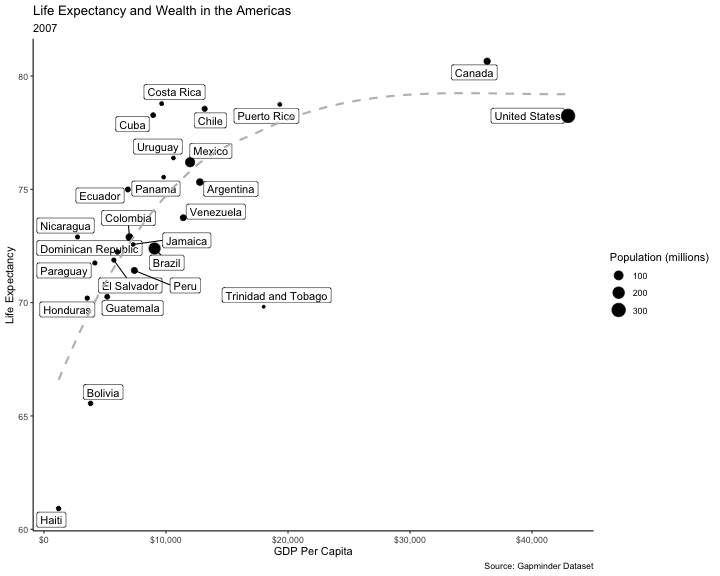 Life Expectancy and Wealth in the Americas
2007
Life Expectancy
80
75
70
65
60
Canada
Costa Rica
Cuba
Chile
Puerto Rico
United States
Uruguay
Mexico
Ecuador
Panama
Argentina
Nicaragua
Colombia
Venezuela
Dominican Republic
Jamaica
Paraguay
Brazil
El Salvador
Peru
Honduras
Guatemala
Trinidad and Tobago
Bolivia
Haiti
$0
$10,000
$20,000
$30,000
$40,000
GDP Per Capita
Population (millions)
100
200
300
Source: Gapminder Dataset